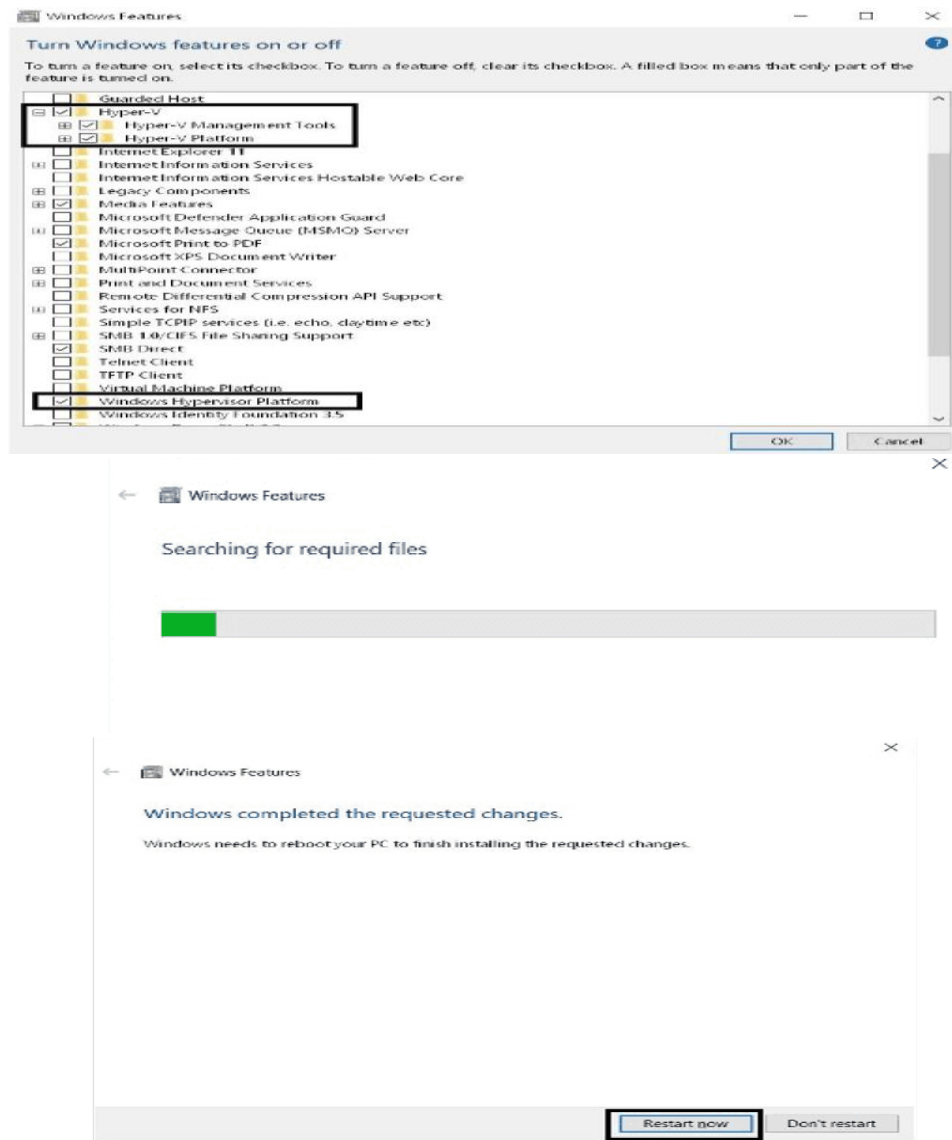 Windows Features
Turn Windows features on or off
To turn a feature on, select its checkbox. To turn a feature off, clear its checkbox. A filled box means that only part of the
feature is turned on.
Guarded Host
Hyper-V
Hyper-V Management Tools
Hyper-V Platform
Internet Explorer 11
Internet Information Services
Internet Information Services Hostable Web Core
Legacy Components
Media Features
Microsoft Defender Application Guard
Microsoft Message Queue (MSMQ) Server
Microsoft Print to PDF
Microsoft XPS Document Writer
MultiPoint Connector
Print and Document Services
Remote Differential Compression API Support
Services for NFS
Simple TCPIP services (i.e. echo, daytime etc)
SMB 1.0/CIFS File Sharing Support
SMB Direct
Telnet Client
TFTP Client
Virtual Machine Platform
Windows Hypervisor Platform
Windows Identity Foundation 3.5
OK Cancel
Windows Features
Searching for required files
Windows Features
Windows completed the requested changes.
Windows needs to reboot your PC to finish installing the requested changes.
Restart now Don't restart